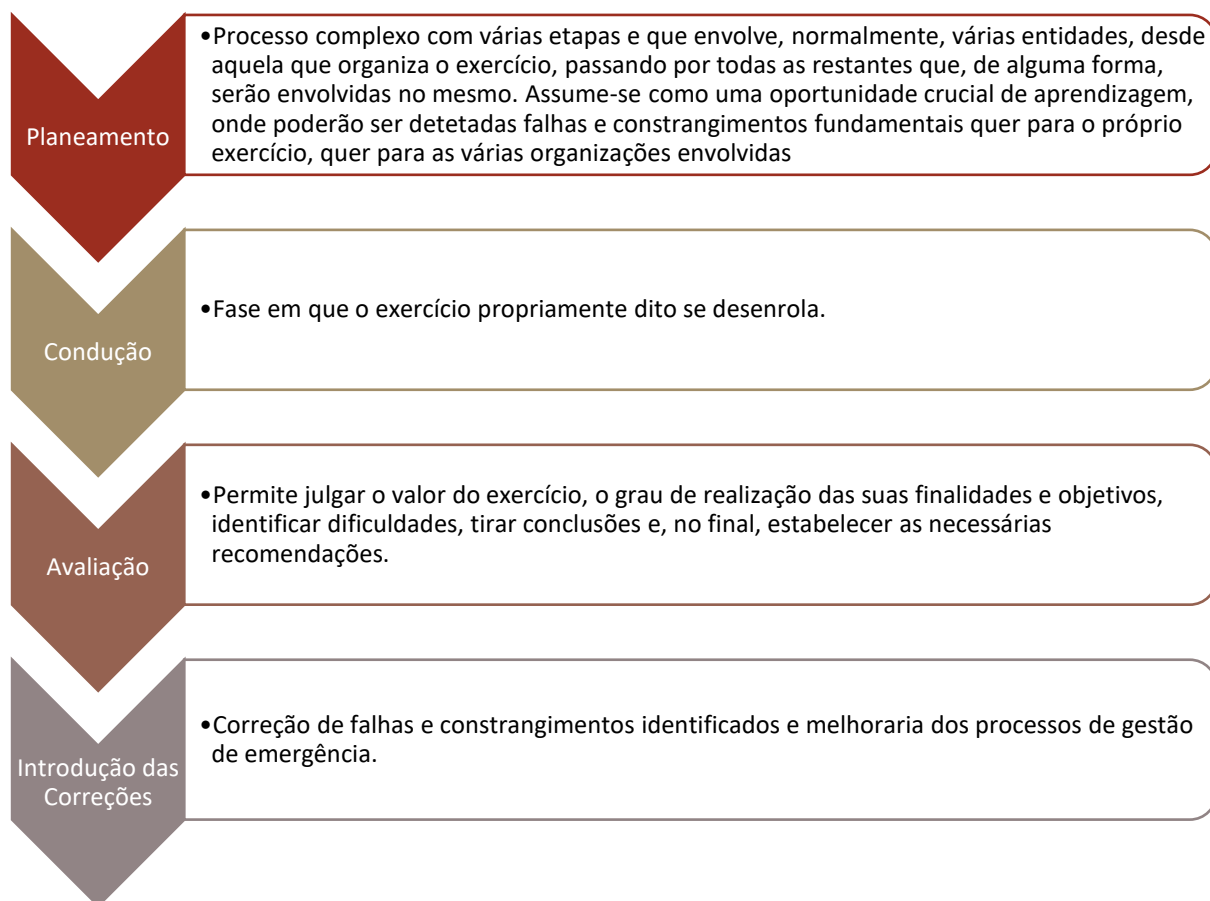 Planeamento
•Processo complexo com várias etapas e que envolve, normalmente, várias entidades, desde
aquela que organiza o exercício, passando por todas as restantes que, de alguma forma,
serão envolvidas no mesmo. Assume-se como uma oportunidade crucial de aprendizagem,
onde poderão ser detetadas falhas e constrangimentos fundamentais quer para o próprio
exercício, quer para as várias organizações envolvidas
Condução
•Fase em que o exercício propriamente dito se desenrola.
Avaliação
•Permite julgar o valor do exercício, o grau de realização das suas finalidades e objetivos,
identificar dificuldades, tirar conclusões e, no final, estabelecer as necessárias
recomendações.
Introdução das
Correções
•Correção de falhas e constrangimentos identificados e melhoraria dos processos de gestão
de emergência.